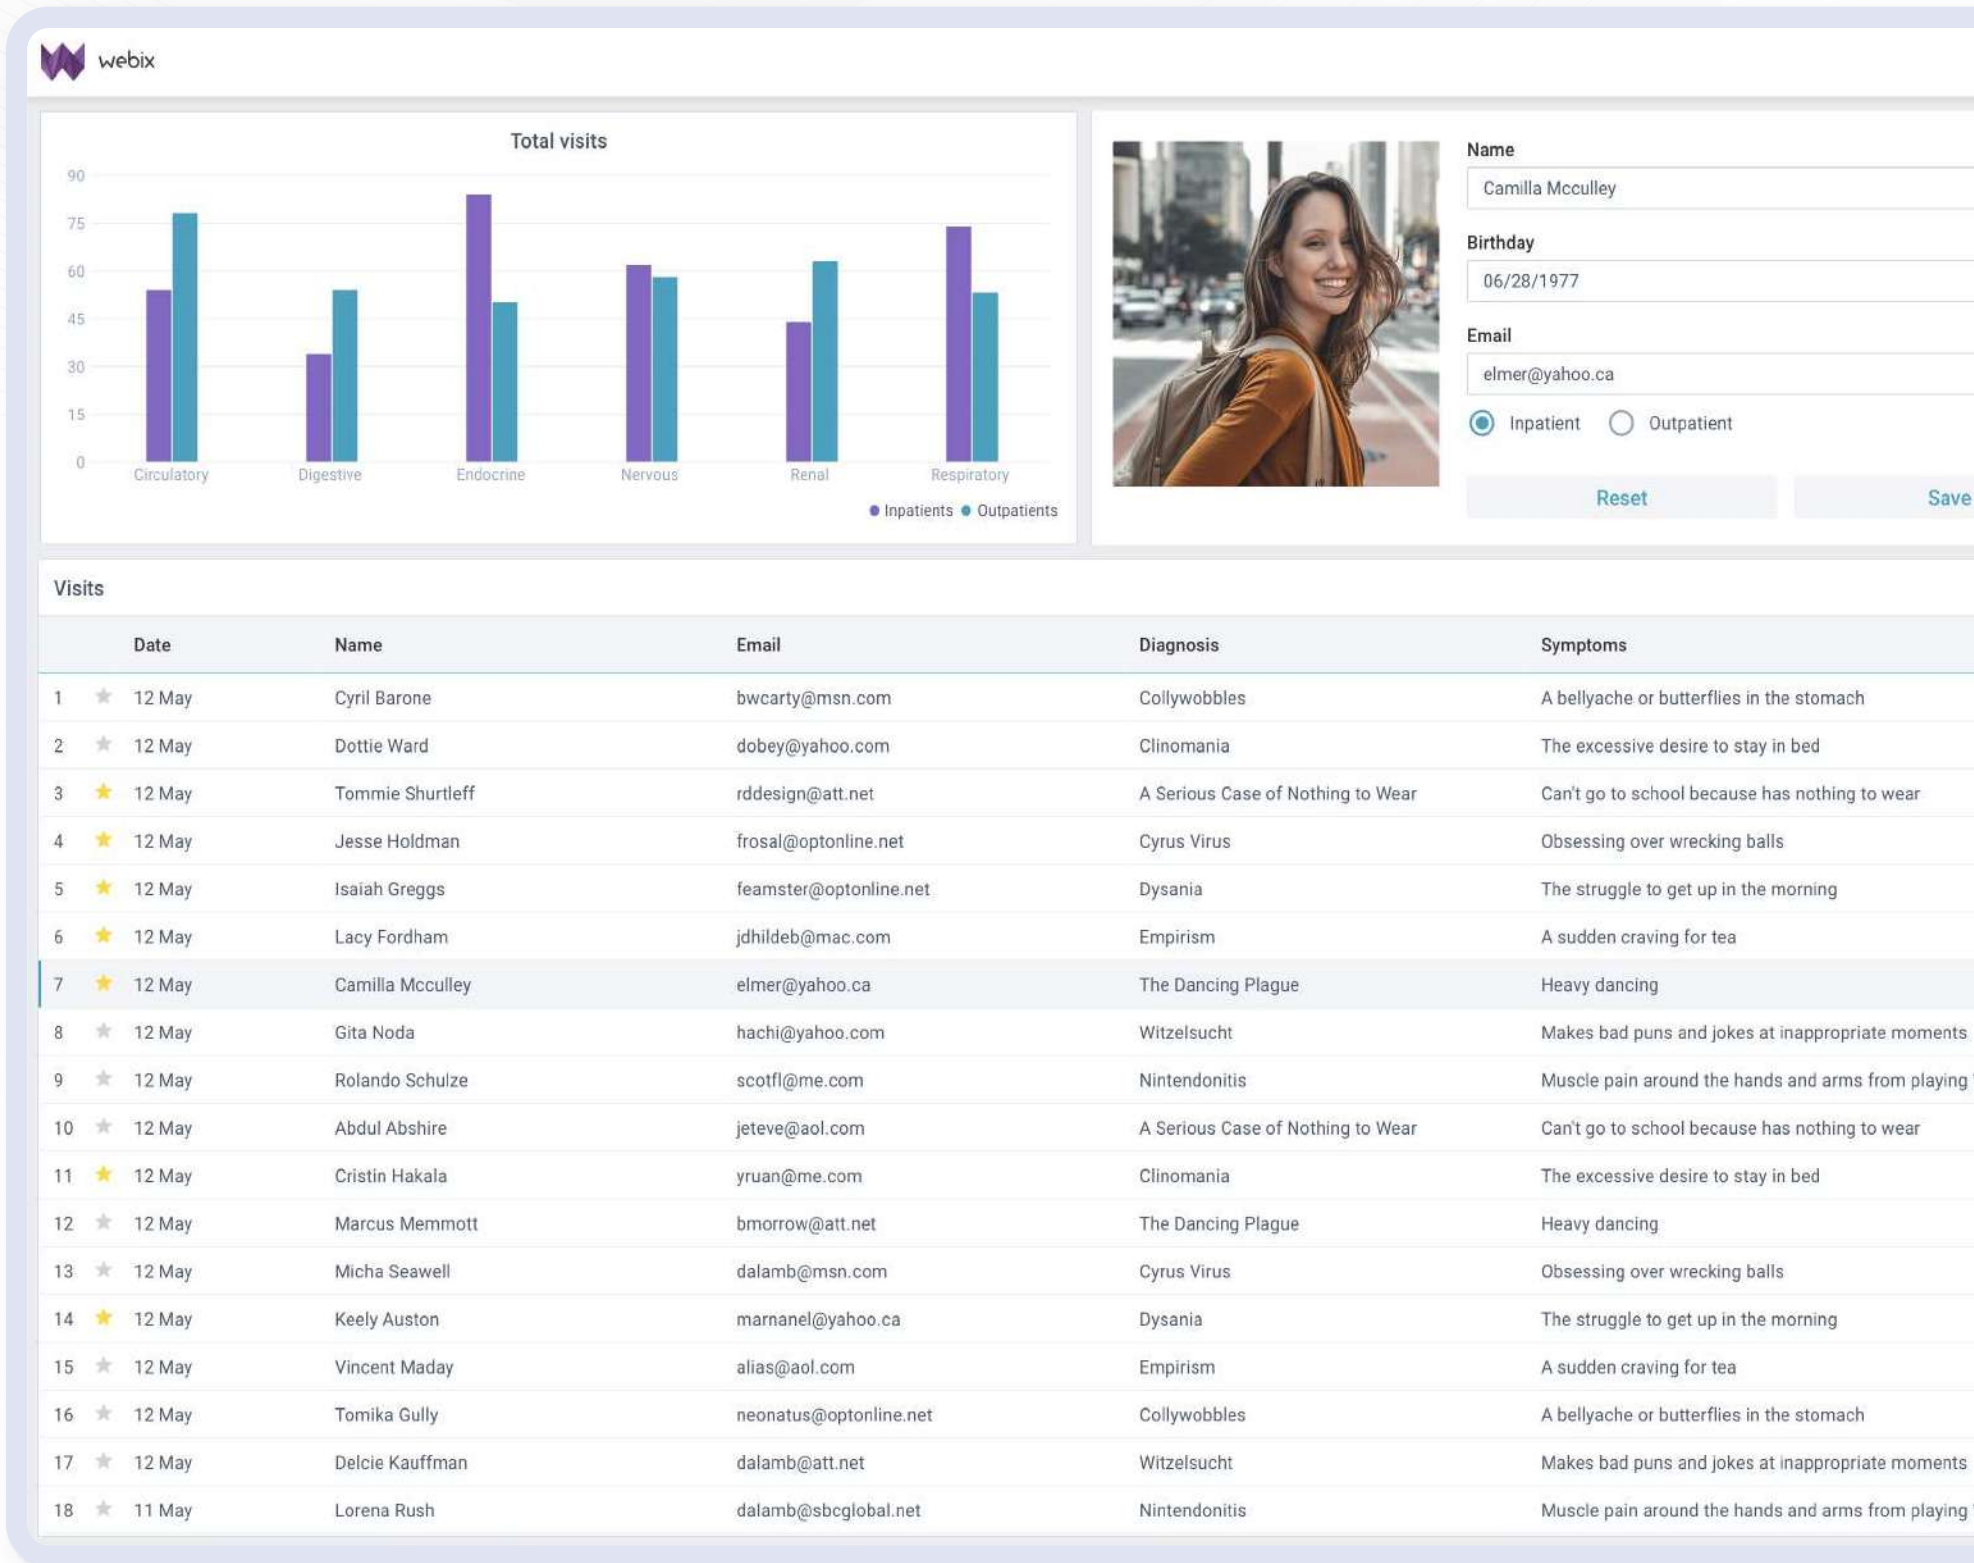 webix
Total visits
90
75
60
45
30
15
0
Circulatory Digestive Endocrine Nervous Renal Respiratory
Inpatients Outpatients
Name
Camilla Mcculley
Birthday
06/28/1977
Email
elmer@yahoo.ca
Inpatient Outpatient
Reset Save
Visits
Date Name Email Diagnosis Symptoms
1 12 May Cyril Barone bwcarty@msn.com Collywobbles A bellyache or butterflies in the stomach
2 12 May Dottie Ward dobey@yahoo.com Clinomania The excessive desire to stay in bed
3 12 May Tommie Shurtleff rddesign@att.net A Serious Case of Nothing to Wear Can't go to school because has nothing to wear
4 12 May Jesse Holdman frosal@optonline.net Cyrus Virus Obsessing over wrecking balls
5 12 May Isaiah Greggs feamster@optonline.net Dysania The struggle to get up in the morning
6 12 May Lacy Fordham jdhildeb@mac.com Empirism A sudden craving for tea
7 12 May Camilla Mcculley elmer@yahoo.ca The Dancing Plague Heavy dancing
8 12 May Gita Noda hachi@yahoo.com Witzelsucht Makes bad puns and jokes at inappropriate moments
9 12 May Rolando Schulze scotfl@me.com Nintendonitis Muscle pain around the hands and arms from playing
10 12 May Abdul Abshire jeteve@aol.com A Serious Case of Nothing to Wear Can't go to school because has nothing to wear
11 12 May Cristin Hakala yruan@me.com Clinomania The excessive desire to stay in bed
12 12 May Marcus Memmott bmorrow@att.net The Dancing Plague Heavy dancing
13 12 May Micha Seawell dalamb@msn.com Cyrus Virus Obsessing over wrecking balls
14 12 May Keely Auston marnanel@yahoo.ca Dysania The struggle to get up in the morning
15 12 May Vincent Maday alias@aol.com Empirism A sudden craving for tea
16 12 May Tomika Gully neonatus@optonline.net Collywobbles A bellyache or butterflies in the stomach
17 12 May Delcie Kauffman dalamb@att.net Witzelsucht Makes bad puns and jokes at inappropriate moments
18 11 May Lorena Rush dalamb@sbcglobal.net Nintendonitis Muscle pain around the hands and arms from playing